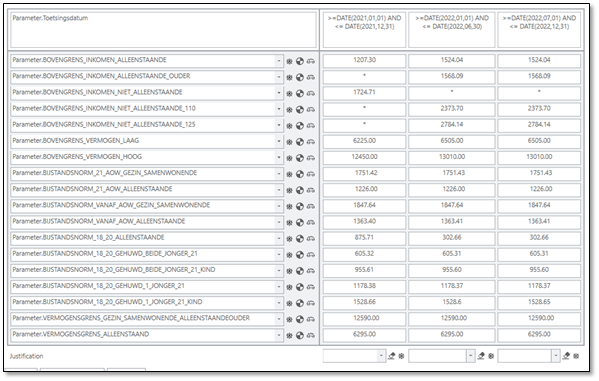 Parameter.Toetsingsdatum >=DATE(2021,01,01) AND >=DATE(2022,01,01) AND >=DATE(2022,07,01) AND
<= DATE(2021,12,31) <= DATE(2022,06,30) <= DATE(2022,12,31)
Parameter.BOVENGRENS_INKOMEN_ALLEENSTAANDE 1207.30 1524.04 1524.04
Parameter.BOVENGRENS_INKOMEN_ALLEENSTAANDE_OUDER * 1568.09 1568.09
Parameter.BOVENGRENS_INKOMEN_NIET_ALLEENSTAANDE 1724.71 * *
Parameter.BOVENGRENS_INKOMEN_NIET_ALLEENSTAANDE_110 * 2373.70 2373.70
Parameter.BOVENGRENS_INKOMEN_NIET_ALLEENSTAANDE_125 * 2784.14 2784.14
Parameter.BOVENGRENS_VERMOGEN_LAAG 6225.00 6505.00 6505.00
Parameter.BOVENGRENS_VERMOGEN_HOOG 12450.00 13010.00 13010.00
Parameter.BIJSTANDSNORM_21_AOW_GEZIN_SAMENWONENDE 1751.42 1751.43 1751.43
Parameter.BIJSTANDSNORM_21_AOW_ALLEENSTAANDE 1226.00 1226.00 1226.00
Parameter.BIJSTANDSNORM_VANAF_AOW_GEZIN_SAMENWONENDE 1847.64 1847.64 1847.64
Parameter.BIJSTANDSNORM_VANAF_AOW_ALLEENSTAANDE 1363.40 1363.41 1363.41
Parameter.BIJSTANDSNORM_18_20_ALLEENSTAANDE 875.71 302.66 302.66
Parameter.BIJSTANDSNORM_18_20_GEHUWD_BEIDE_JONGER_21 605.32 605.31 605.31
Parameter.BIJSTANDSNORM_18_20_GEHUWD_BEIDE_JONGER_21_KIND 955.61 955.60 955.60
Parameter.BIJSTANDSNORM_18_20_GEHUWD_1_JONGER_21 1178.38 1178.37 1178.37
Parameter.BIJSTANDSNORM_18_20_GEHUWD_1_JONGER_21_KIND 1528.66 1528.6 1528.65
Parameter.VERMOGENSGRENS_GEZIN_SAMENWONENDE_ALLEENSTAANDEOUDER 12590.00 12590.00 12590.00
Parameter.VERMOGENSGRENS_ALLEENSTAAND 6295.00 6295.00 6295.00
Justification